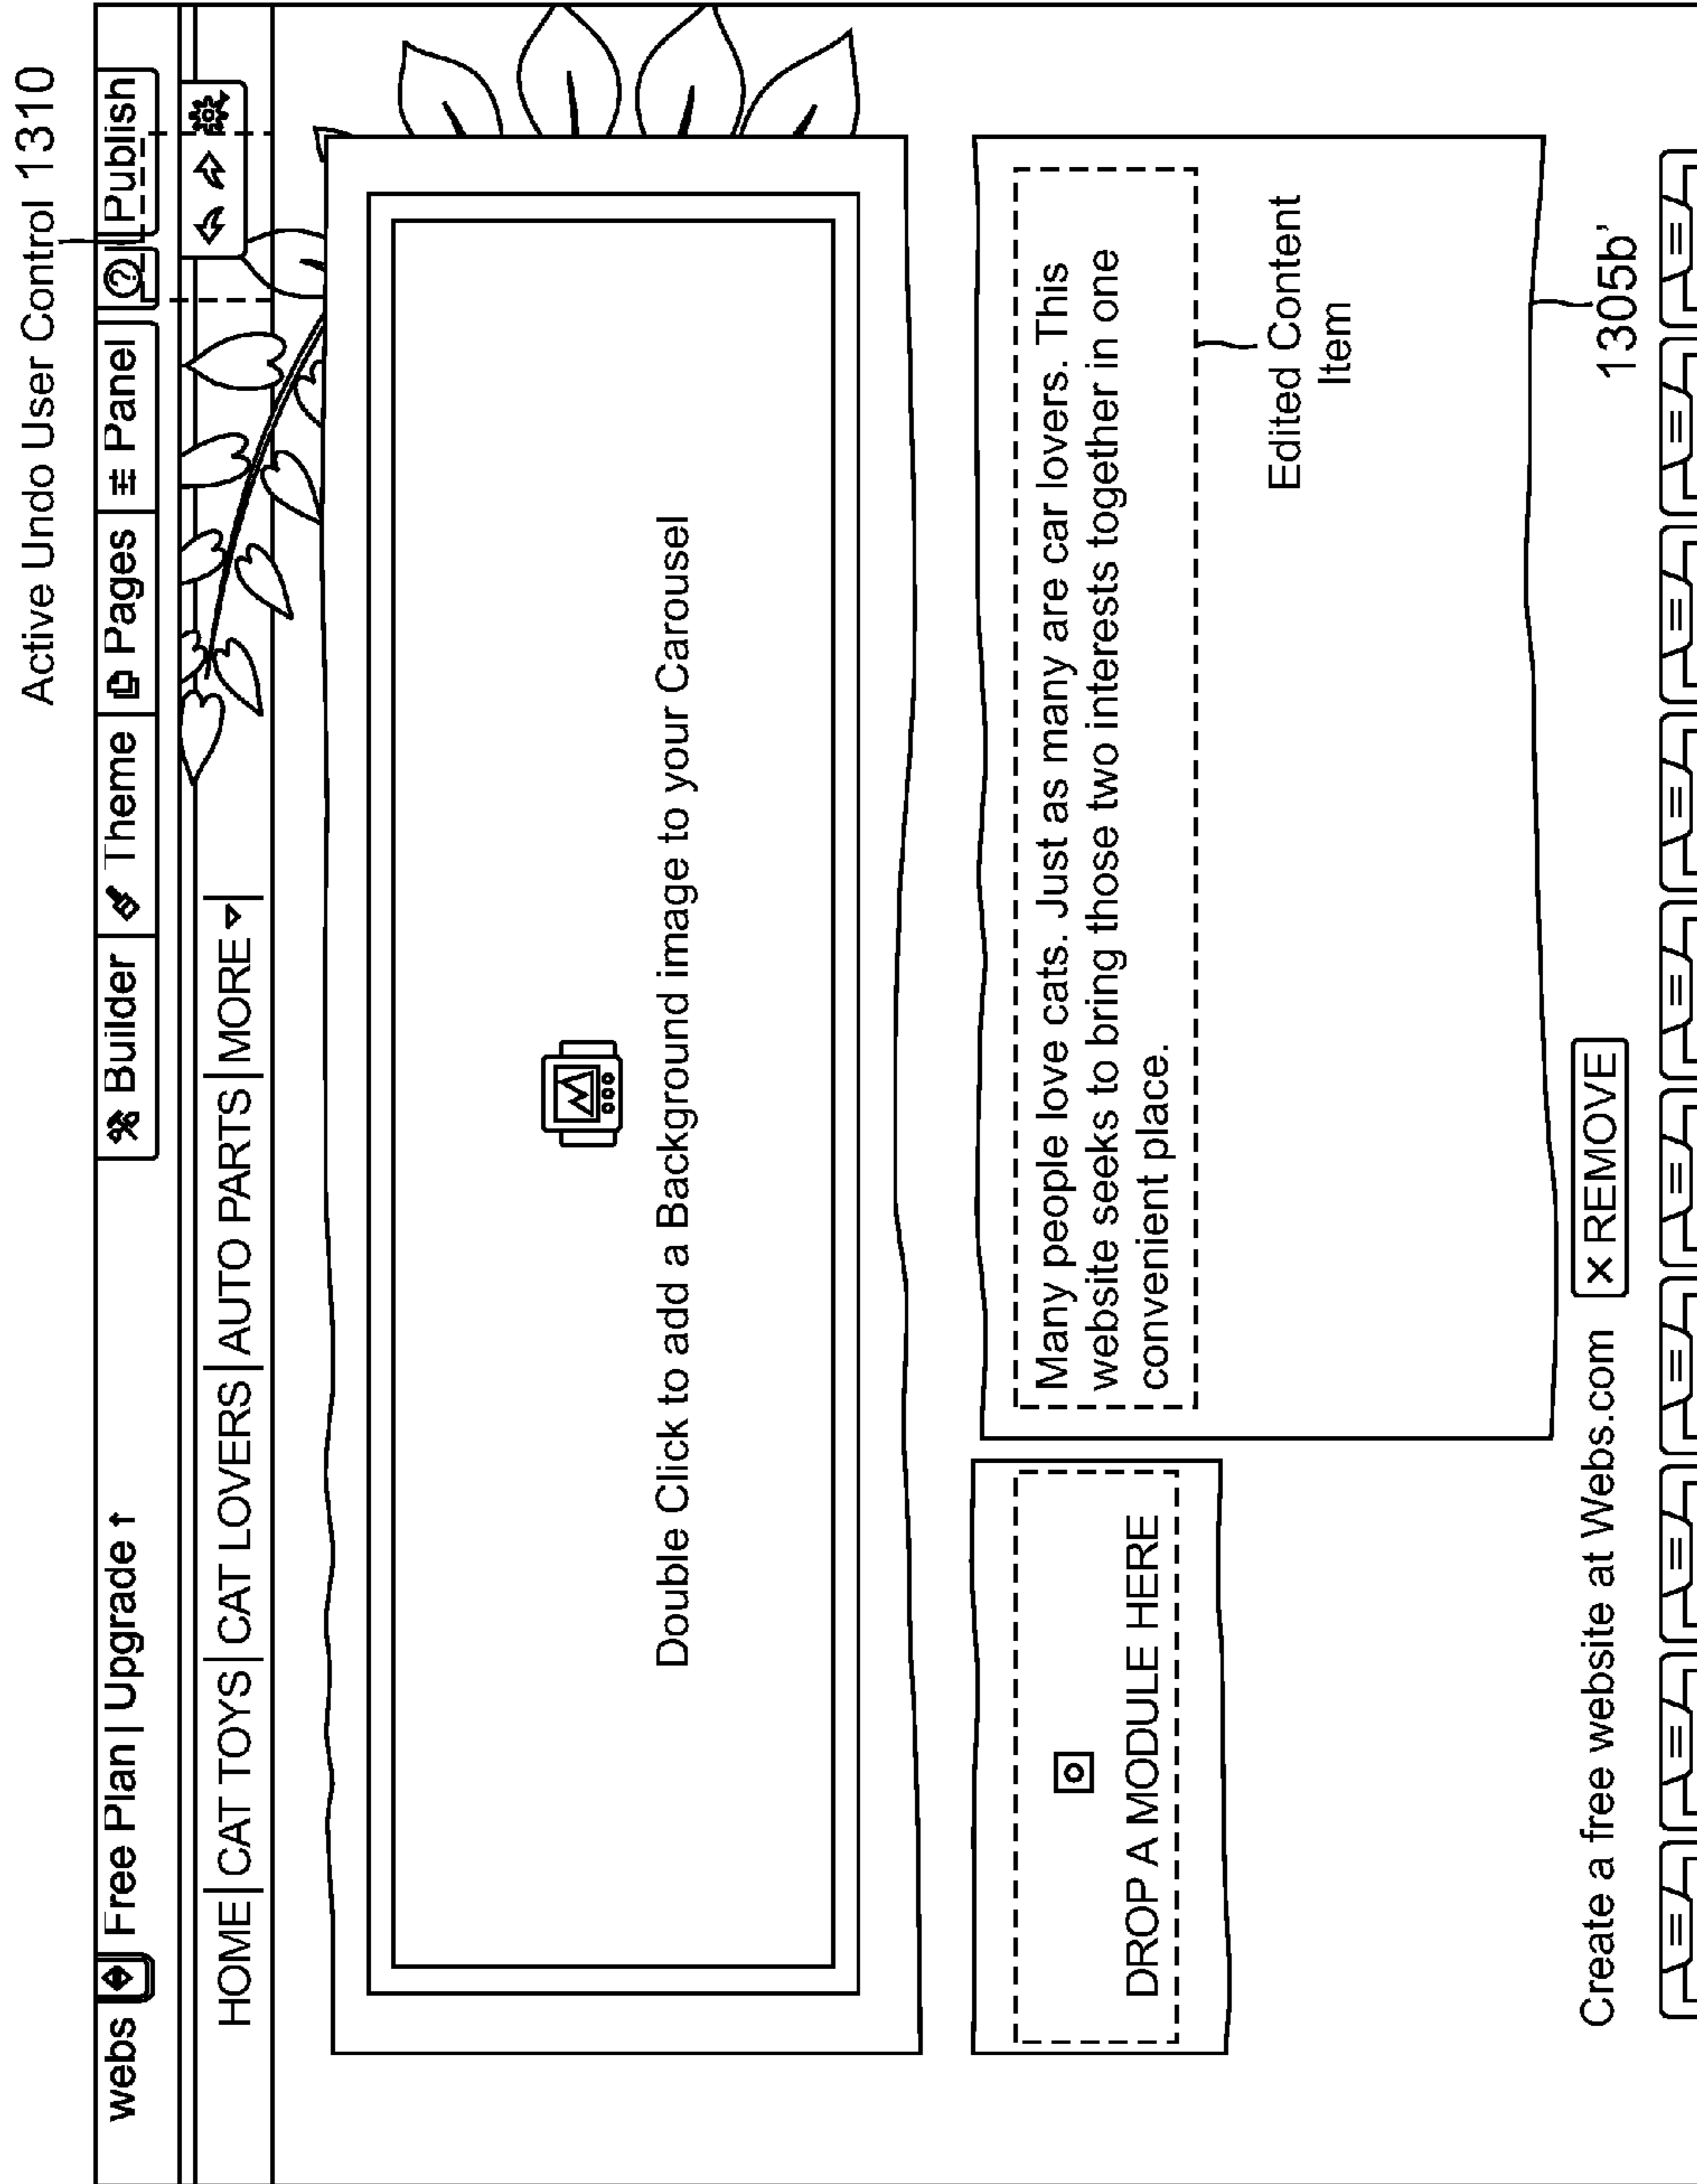 Active Undo User Control 1310
webs | Free Plan | Upgrade ↑
Builder | Theme | Pages | Panel | ? | Publish
HOME | CAT TOYS | CAT LOVERS | AUTO PARTS | MORE
Double Click to add a Background image to your Carousel
DROP A MODULE HERE
Many people love cats. Just as many are car lovers. This
website seeks to bring those two interests together in one
convenient place.
Edited Content
Item
Create a free website at Webs.com
x REMOVE
1305b'